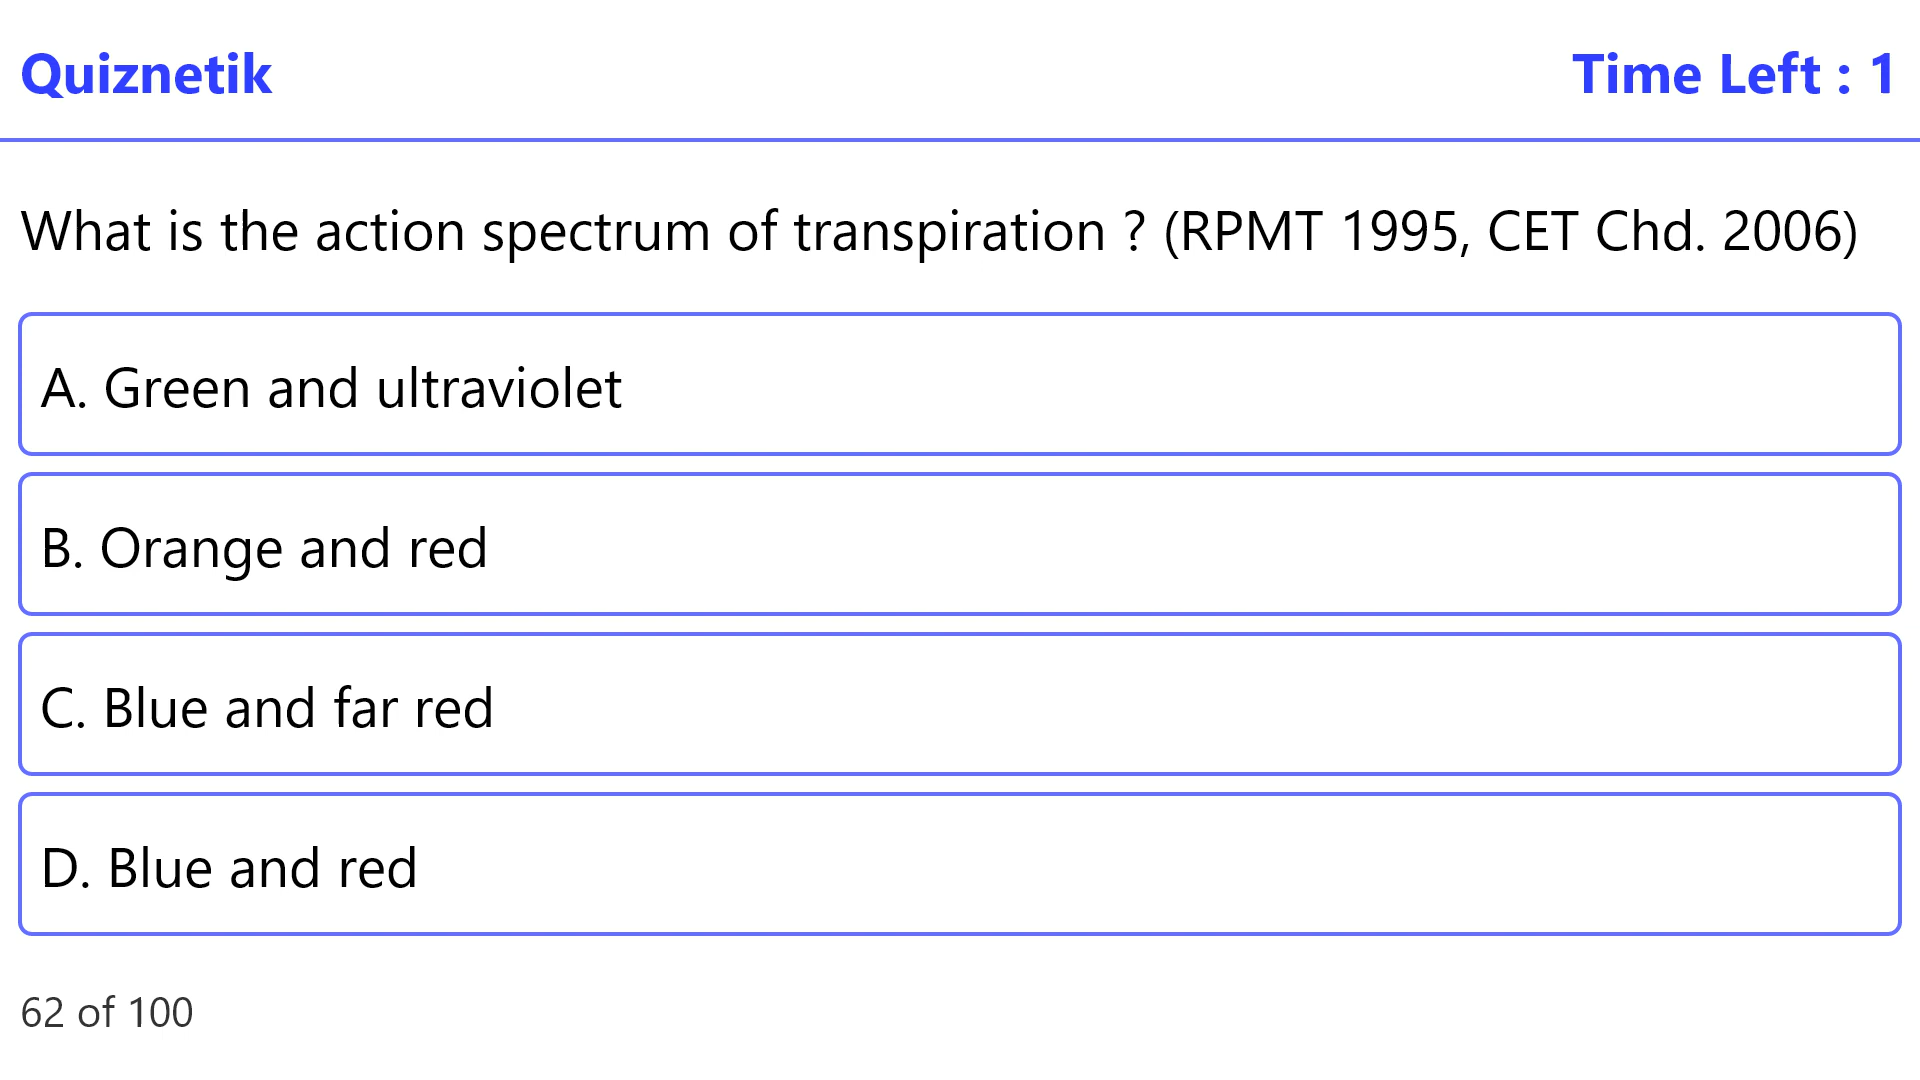 Quiznetik
Time Left : 1
What is the action spectrum of transpiration ? (RPMT 1995, CET Chd. 2006)
A. Green and ultraviolet
B. Orange and red
C. Blue and far red
D. Blue and red
62 of 100